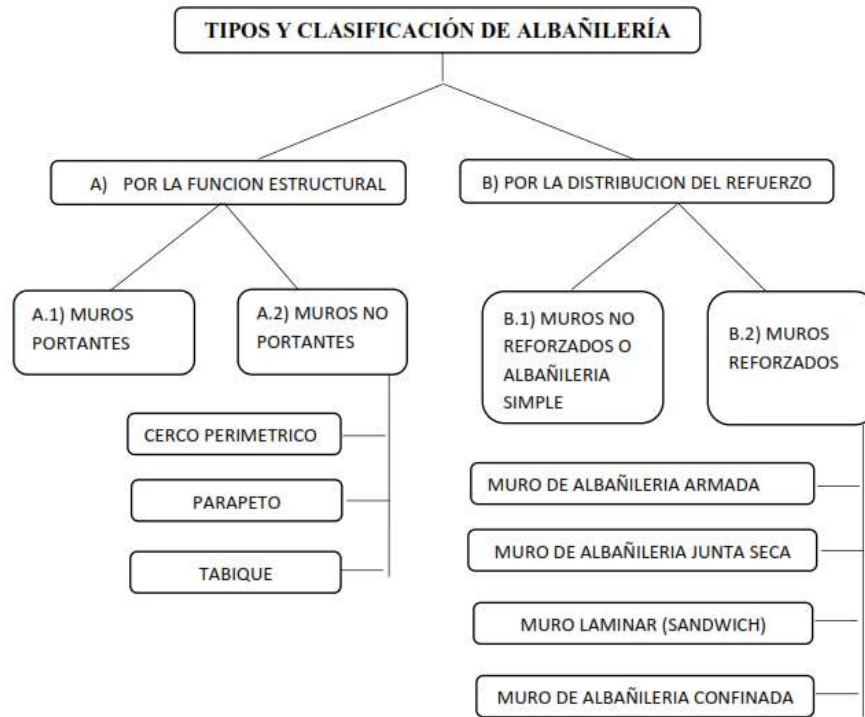 TIPOS Y CLASIFICACIÓN DE ALBAÑILERÍA
A) POR LA FUNCION ESTRUCTURAL
B) POR LA DISTRIBUCION DEL REFUERZO
A.1) MUROS
PORTANTES
A.2) MUROS NO
PORTANTES
CERCO PERIMETRICO
PARAPETO
TABIQUE
B.1) MUROS NO
REFORZADOS O
ALBAÑILERIA
SIMPLE
B.2) MUROS
REFORZADOS
MURO DE ALBAÑILERIA ARMADA
MURO DE ALBAÑILERIA JUNTA SECA
MURO LAMINAR (SANDWICH)
MURO DE ALBAÑILERIA CONFINADA